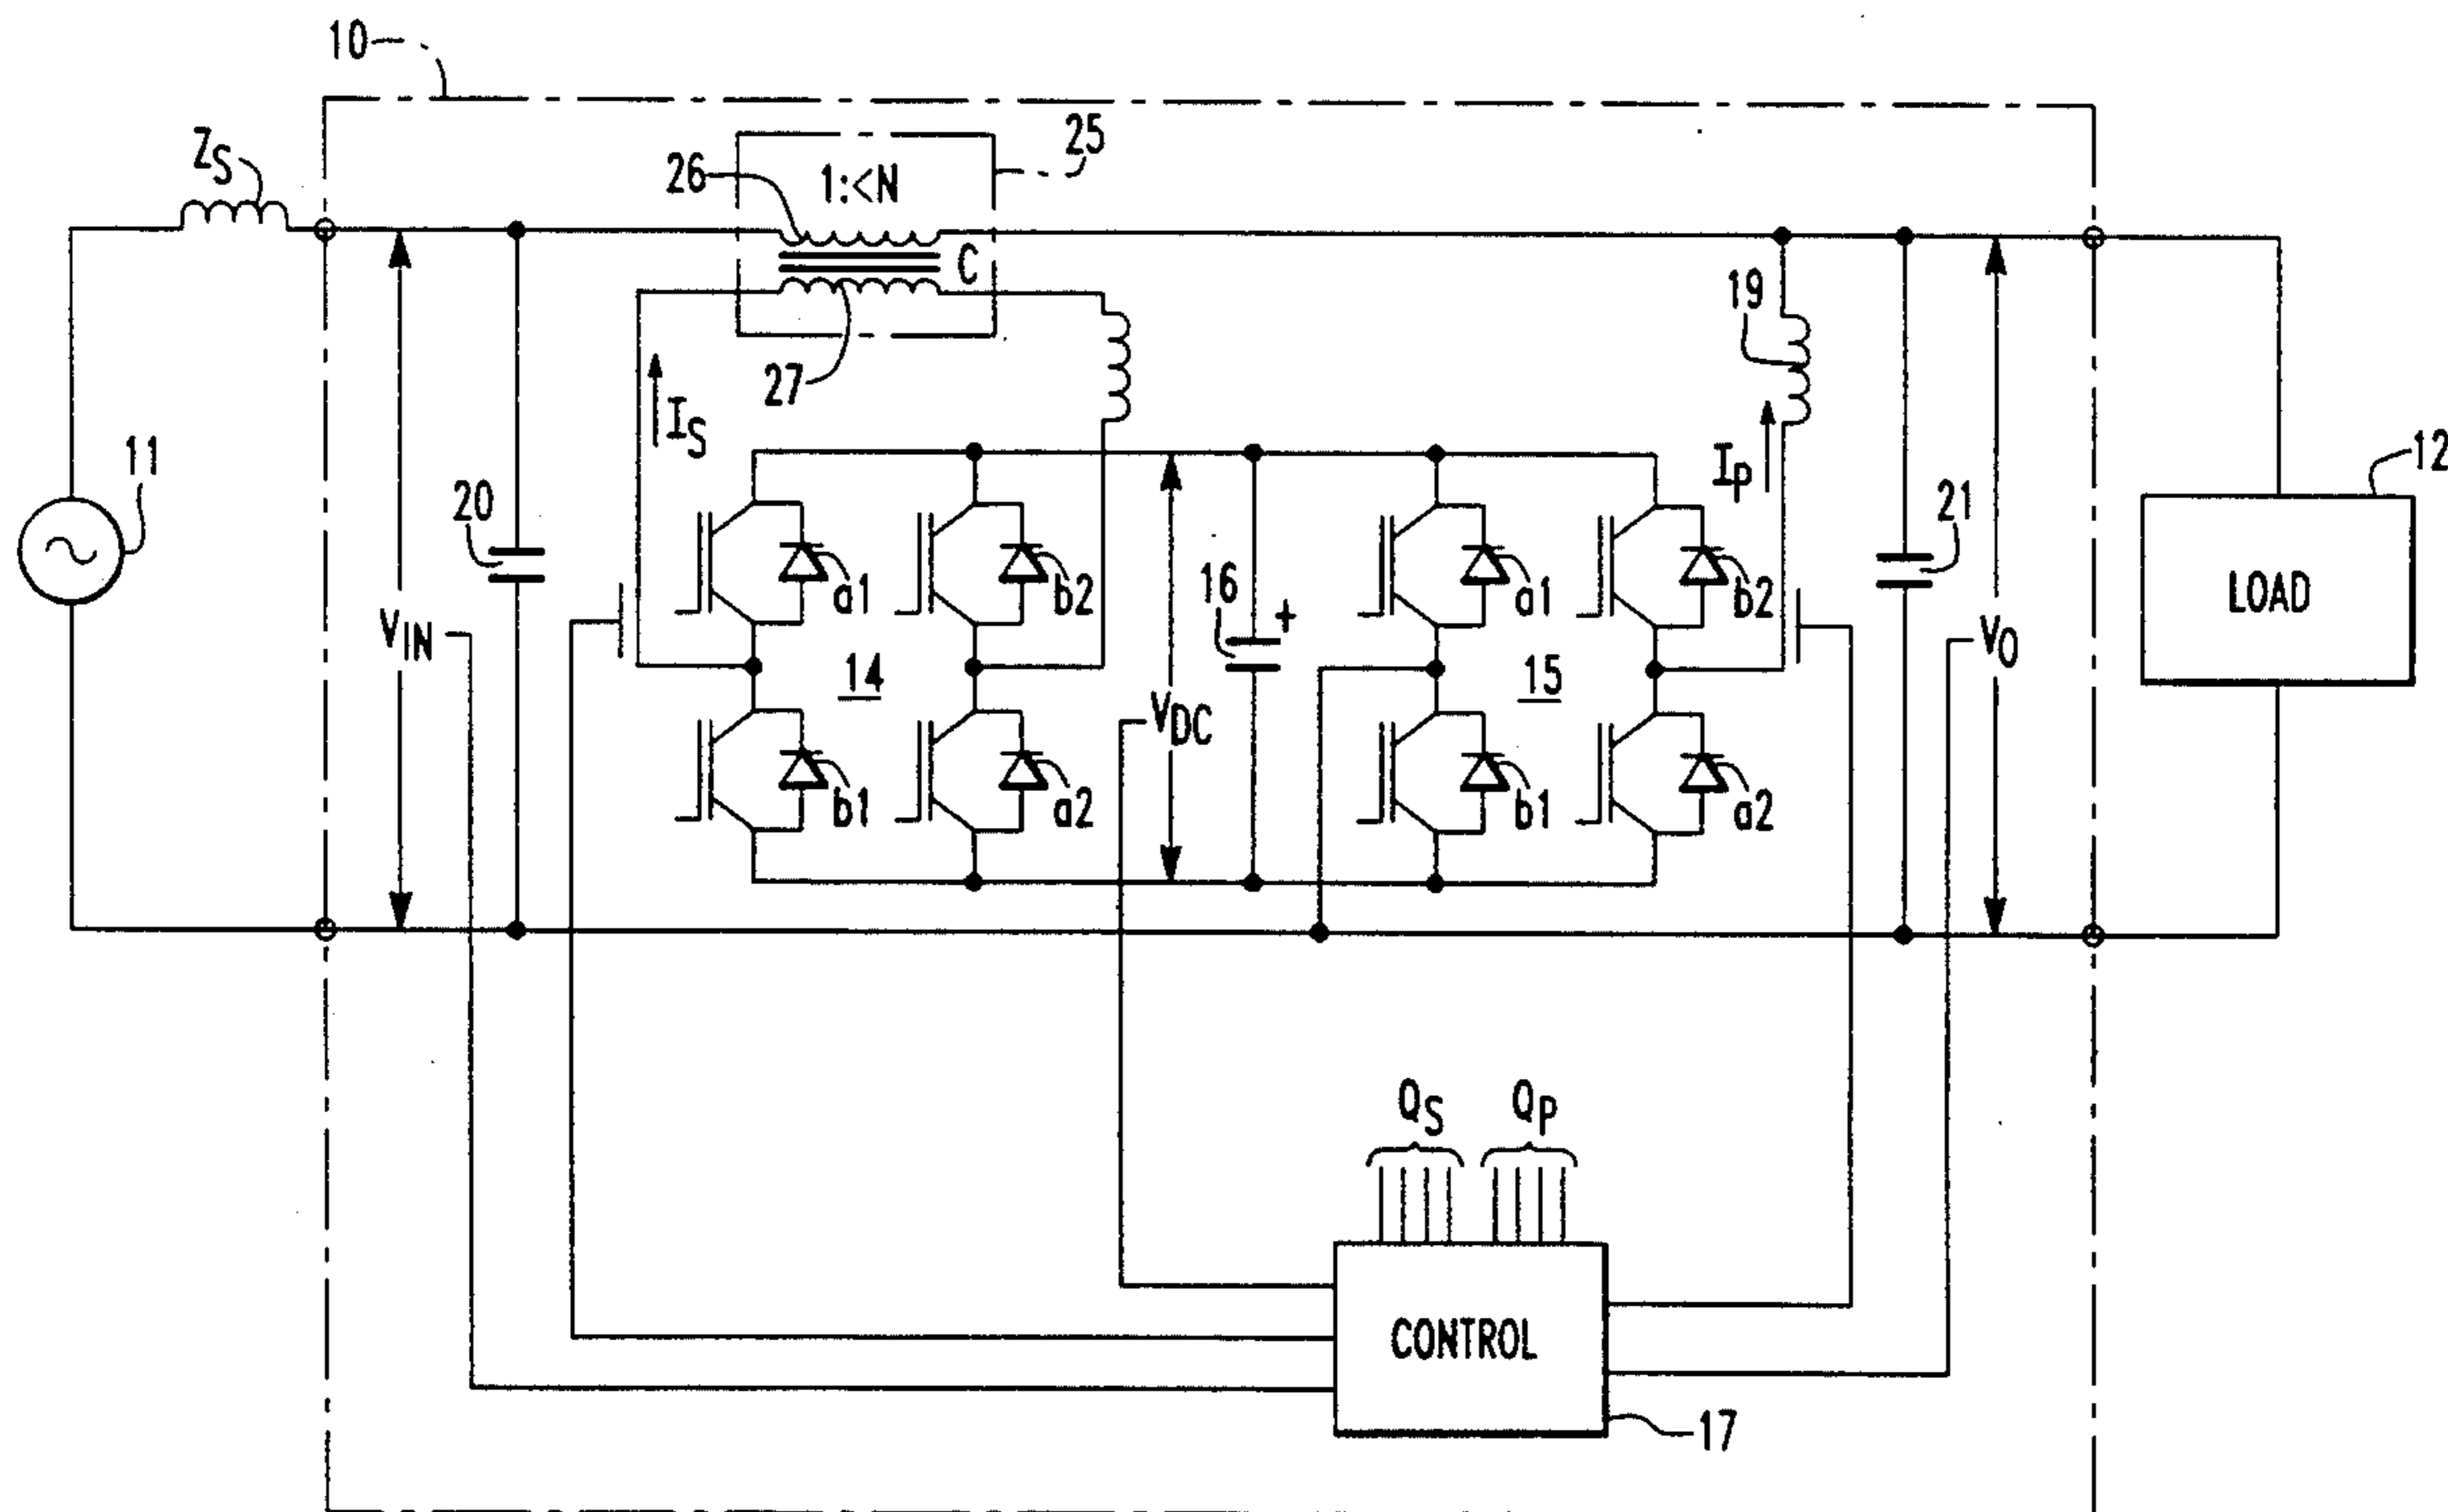 10
25
Z_S
26
1:<N
C
19
27
I_S
11
12
20
I_P
21
16
+
a1
b2
a1
b2
LOAD
V_IN
V_O
14
15
V_DC
b1
a2
b1
a2
Q_S
Q_P
CONTROL
17